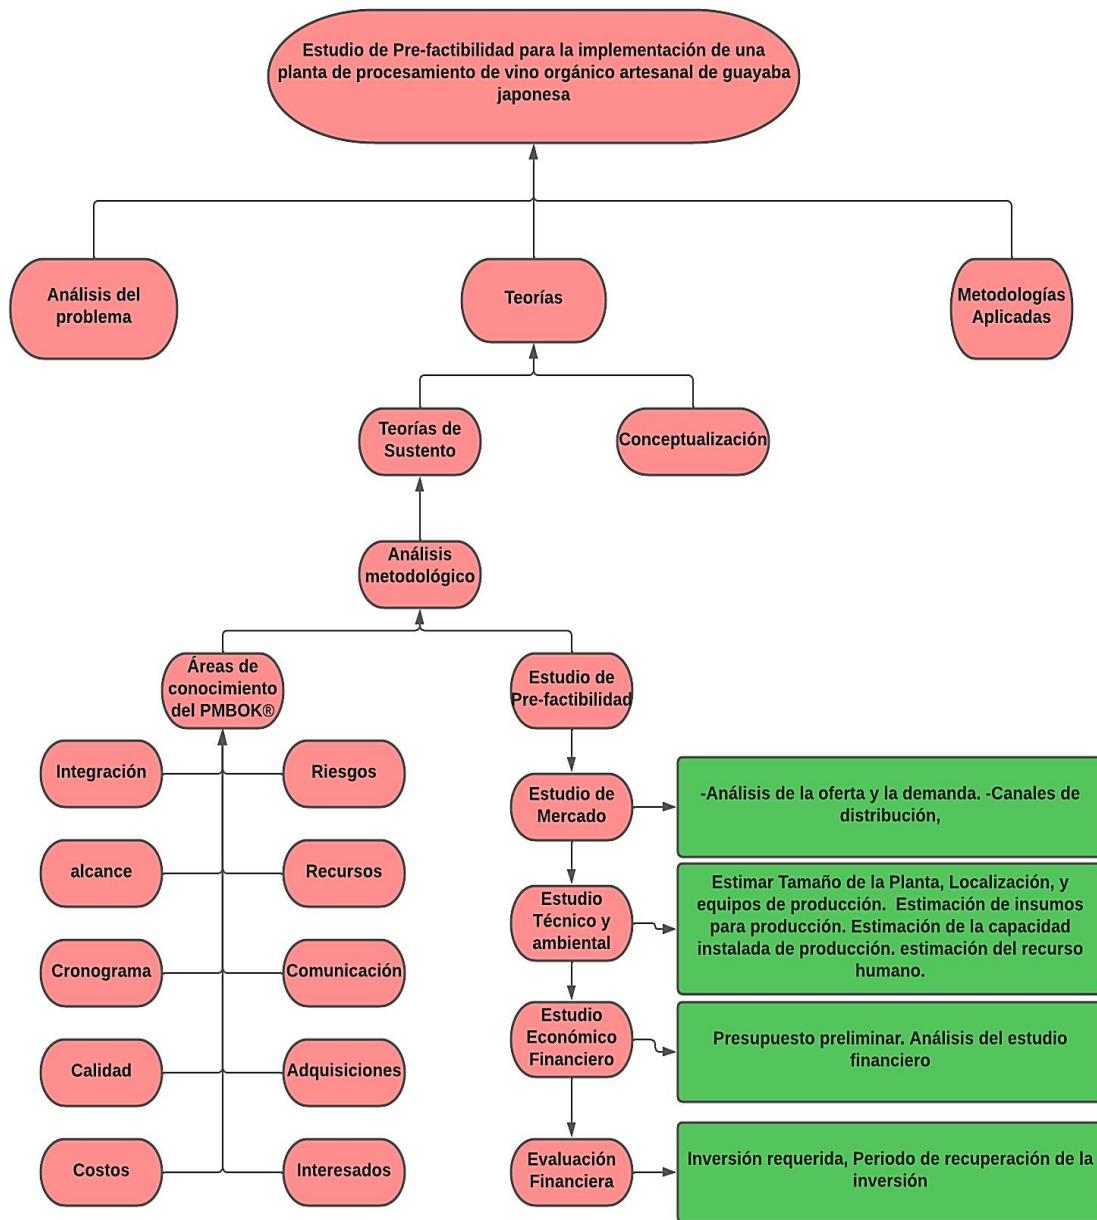 Estudio de Pre-factibilidad para la implementación de una
planta de procesamiento de vino orgánico artesanal de guayaba
japonesa
Análisis del
problema
Teorías
Metodologías
Aplicadas
Teorías de
Sustento
Conceptualización
Análisis
metodológico
Áreas de
conocimiento
del PMBOK®
Estudio de
Pre-factibilidad
Integración
Riesgos
alcance
Recursos
Cronograma
Comunicación
Calidad
Adquisiciones
Costos
Interesados
Estudio de
Mercado
-Análisis de la oferta y la demanda. -Canales de
distribución,
Estudio
Técnico y
ambiental
Estimar Tamaño de la Planta, Localización, y
equipos de producción.  Estimación de insumos
para producción. Estimación de la capacidad
instalada de producción. estimación del recurso
humano.
Estudio
Económico
Financiero
Presupuesto preliminar. Análisis del estudio
financiero
Evaluación
Financiera
Inversión requerida, Periodo de recuperación de la
inversión